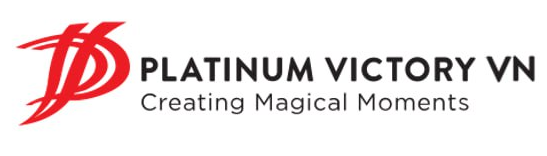 PLATINUM VICTORY VN
Creating Magical Moments